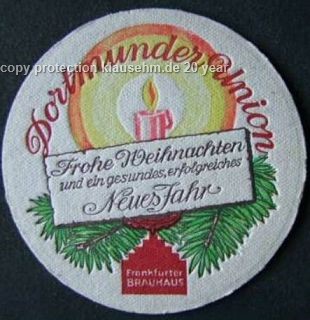 copy protection klausehm.de 20 year
Dortmunder Union
Frohe Weihnachten
und ein gesundes, erfolgreiches
Neues Jahr
Frankfurter
BRAUHAUS